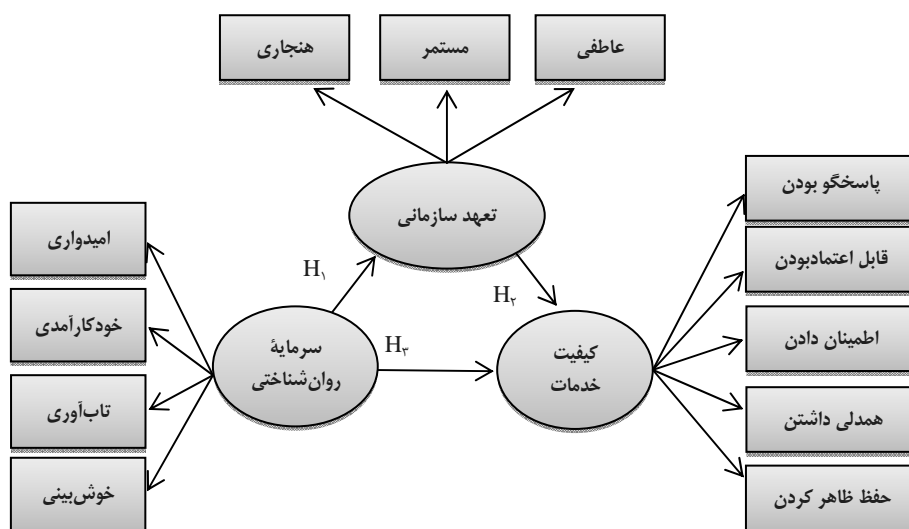 عاطفی
مستمر
هنجاری
تعهد سازمانی
پاسخگو بودن
قابل اعتمادبودن
اطمینان دادن
همدلی داشتن
حفظ ظاهر کردن
امیدواری
خودکارآمدی
تاب‌آوری
خوش‌بینی
H۱
H۲
H۳
سرمایۀ
روان‌شناختی
کیفیت
خدمات